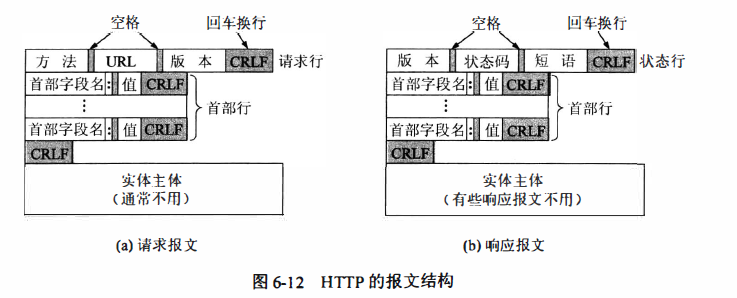 空格 回车换行
方 法 URL 版 本 CRLF 请求行
首部字段名: 值 CRLF
⋮
首部行
首部字段名: 值 CRLF
CRLF
实体主体
（通常不用）
(a) 请求报文
空格 回车换行
版 本 状态码 短 语 CRLF 状态行
首部字段名: 值 CRLF
⋮
首部行
首部字段名: 值 CRLF
CRLF
实体主体
（有些响应报文不用）
(b) 响应报文
图 6-12 HTTP 的报文结构